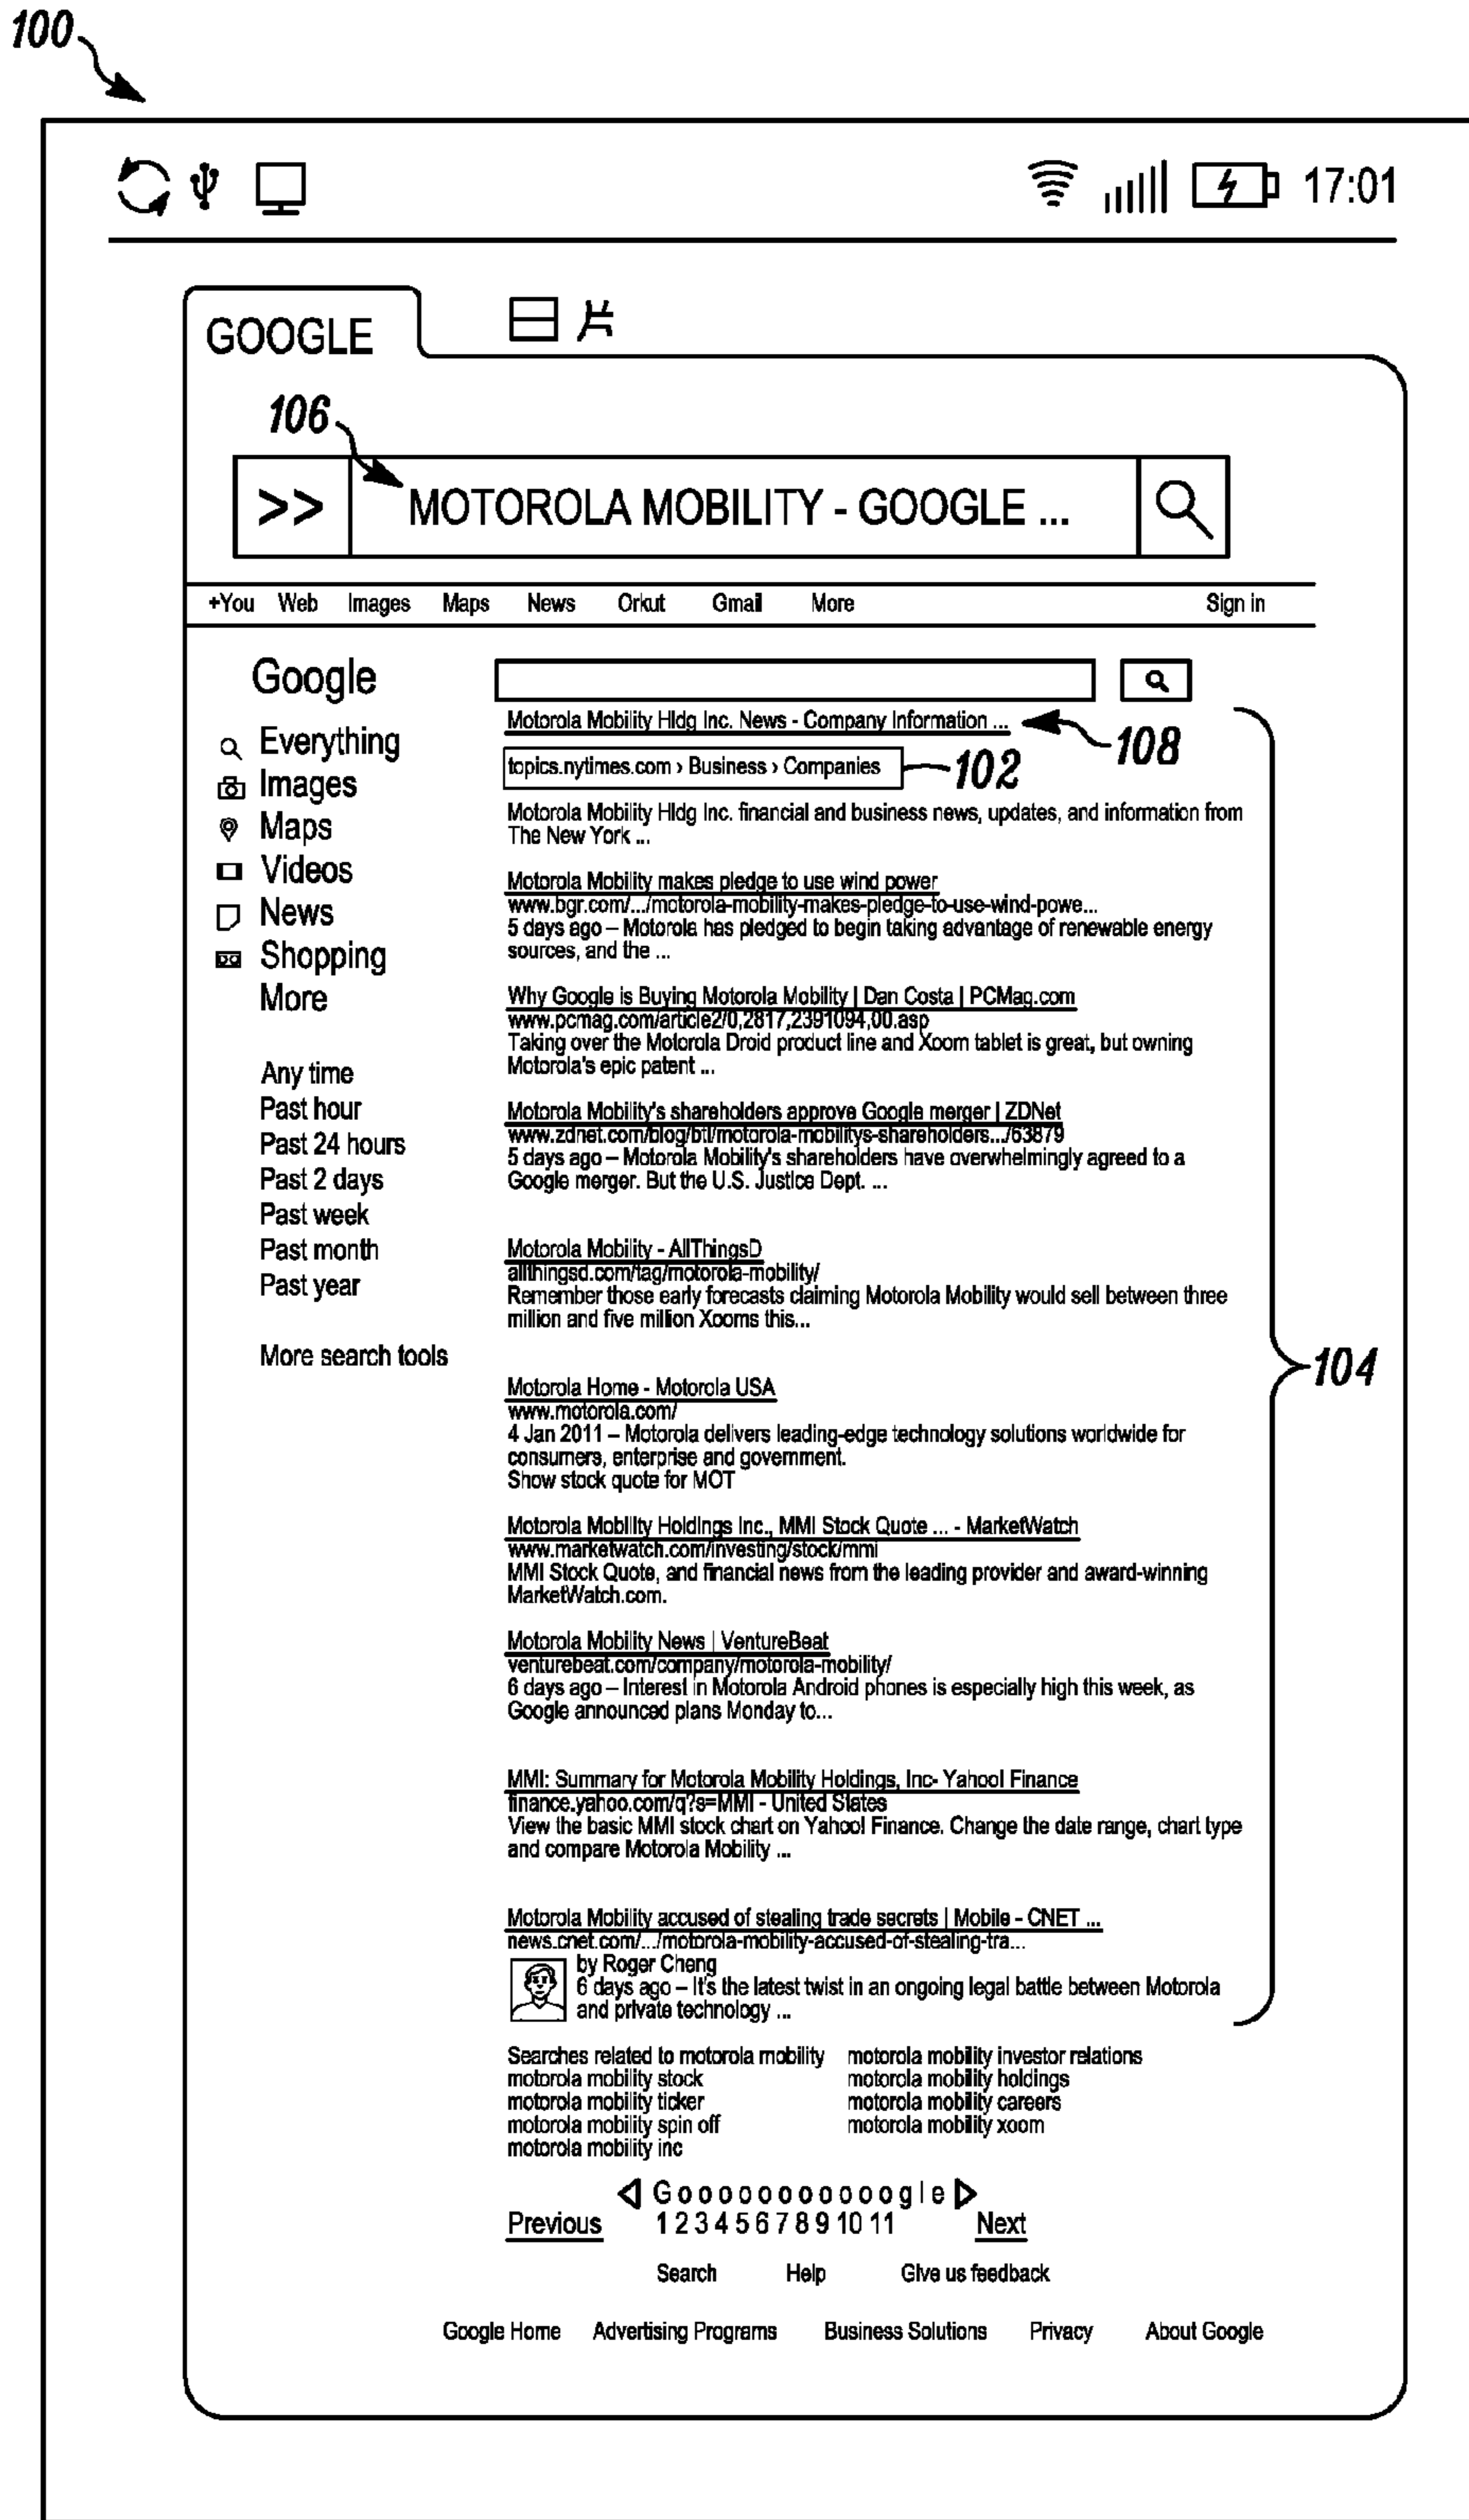 100
17:01
GOOGLE
106
>> MOTOROLA MOBILITY - GOOGLE ...
+You Web Images Maps News Orkut Gmail More Sign in
Google
Everything
Images
Maps
Videos
News
Shopping
More
Any time
Past hour
Past 24 hours
Past 2 days
Past week
Past month
Past year
More search tools
Motorola Mobility Hldg Inc. News - Company Information ...
108
topics.nytimes.com › Business › Companies
102
Motorola Mobility Hldg Inc. financial and business news, updates, and information from
The New York ...
Motorola Mobility makes pledge to use wind power
www.bgr.com/.../motorola-mobility-makes-pledge-to-use-wind-powe...
5 days ago – Motorola has pledged to begin taking advantage of renewable energy
sources, and the ...
Why Google is Buying Motorola Mobility | Dan Costa | PCMag.com
www.pcmag.com/article2/0,2817,2391094,00.asp
Taking over the Motorola Droid product line and Xoom tablet is great, but owning
Motorola's epic patent ...
Motorola Mobility's shareholders approve Google merger | ZDNet
www.zdnet.com/blog/btl/motorola-mobilitys-shareholders.../63879
5 days ago – Motorola Mobility's shareholders have overwhelmingly agreed to a
Google merger. But the U.S. Justice Dept. ...
Motorola Mobility - AllThingsD
allthingsd.com/tag/motorola-mobility/
Remember those early forecasts claiming Motorola Mobility would sell between three
million and five million Xooms this...
104
Motorola Home - Motorola USA
www.motorola.com/
4 Jan 2011 – Motorola delivers leading-edge technology solutions worldwide for
consumers, enterprise and government.
Show stock quote for MOT
Motorola Mobility Holdings Inc., MMI Stock Quote ... - MarketWatch
www.marketwatch.com/investing/stock/mmi
MMI Stock Quote, and financial news from the leading provider and award-winning
MarketWatch.com.
Motorola Mobility News | VentureBeat
venturebeat.com/company/motorola-mobility/
6 days ago – Interest in Motorola Android phones is especially high this week, as
Google announced plans Monday to...
MMI: Summary for Motorola Mobility Holdings, Inc- Yahoo! Finance
finance.yahoo.com/q?s=MMI - United States
View the basic MMI stock chart on Yahoo! Finance. Change the date range, chart type
and compare Motorola Mobility ...
Motorola Mobility accused of stealing trade secrets | Mobile - CNET ...
news.cnet.com/.../motorola-mobility-accused-of-stealing-tra...
by Roger Cheng
6 days ago – It's the latest twist in an ongoing legal battle between Motorola
and private technology ...
Searches related to motorola mobility motorola mobility investor relations
motorola mobility stock motorola mobility holdings
motorola mobility ticker motorola mobility careers
motorola mobility spin off motorola mobility xoom
motorola mobility inc
G o o o o o o o o o o o g l e
Previous 1 2 3 4 5 6 7 8 9 10 11 Next
Search Help Give us feedback
Google Home Advertising Programs Business Solutions Privacy About Google